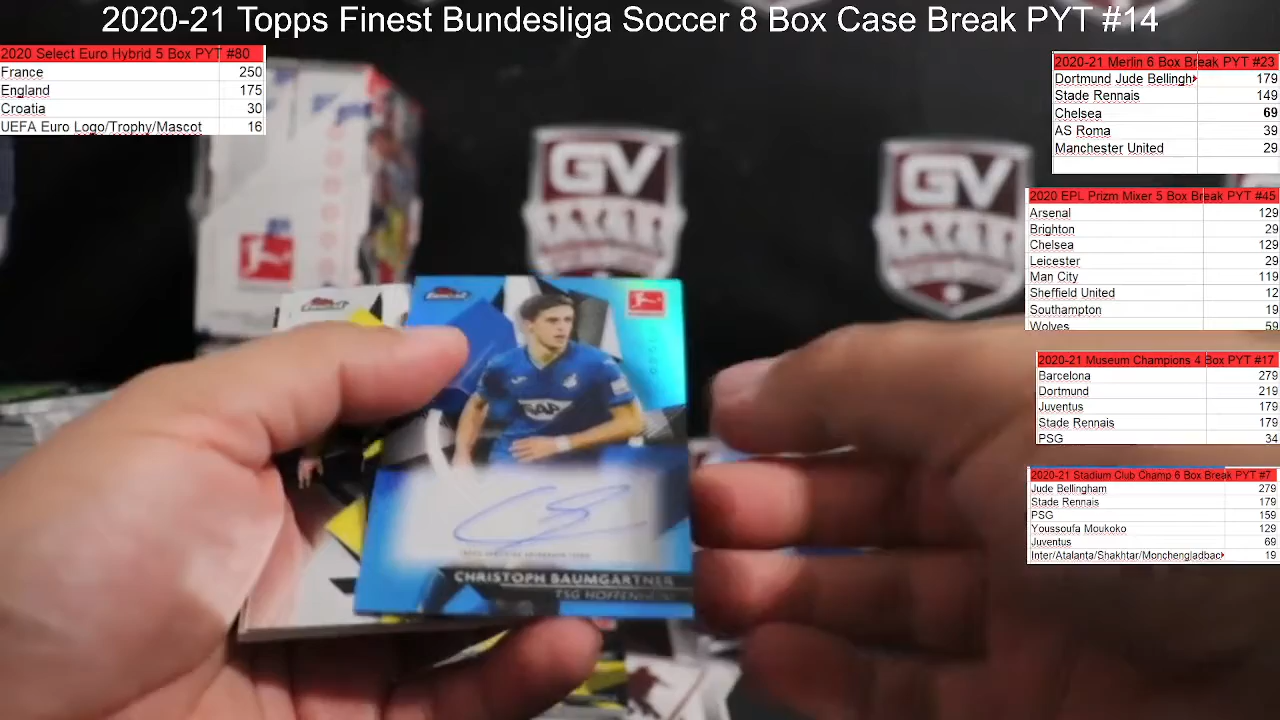 2020-21 Topps Finest Bundesliga Soccer 8 Box Case Break PYT #14
2020 Select Euro Hybrid 5 Box PYT #80
France 250
England 175
Croatia 30
UEFA Euro Logo/Trophy/Mascot 16
2020-21 Merlin 6 Box Break PYT #23
Dortmund Jude Bellingh
179
Stade Rennais 149
Chelsea 69
AS Roma 39
Manchester United 29
2020 EPL Prizm Mixer 5 Box Break PYT #45
Arsenal 129
Brighton 29
Chelsea 129
Leicester 29
Man City 119
Sheffield United 12
Southampton 19
Wolves 59
2020-21 Museum Champions 4 Box PYT #17
Barcelona 279
Dortmund 219
Juventus 179
Stade Rennais 179
PSG 34
2020-21 Stadium Club Champ 6 Box Break PYT #7
Jude Bellingham 279
Stade Rennais 179
PSG 159
Youssoufa Moukoko 129
Juventus 69
Inter/Atalanta/Shakhtar/Monchengladbac 19
GV
GV
FINEST
SAP
CHRISTOPH BAUMGARTNER
TSG HOFFENHEIM